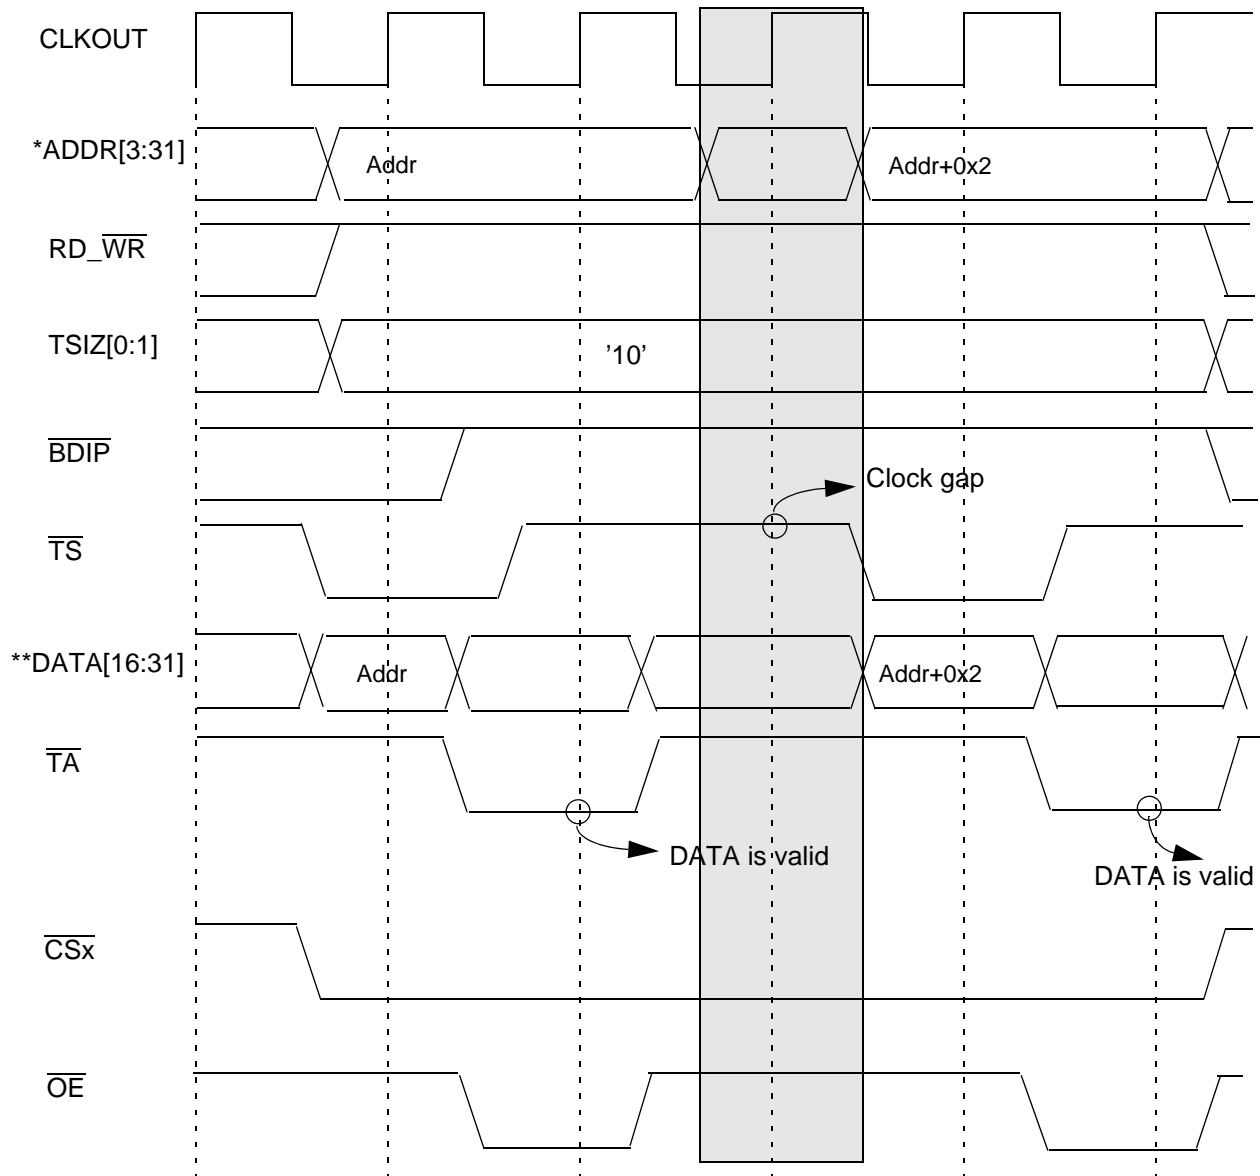 CLKOUT
*ADDR[3:31]
Addr
Addr+0x2
RD_WR
TSIZ[0:1]
'10'
BDIP
Clock gap
TS
**DATA[16:31]
Addr
Addr+0x2
TA
DATA is valid
DATA is valid
CSx
OE